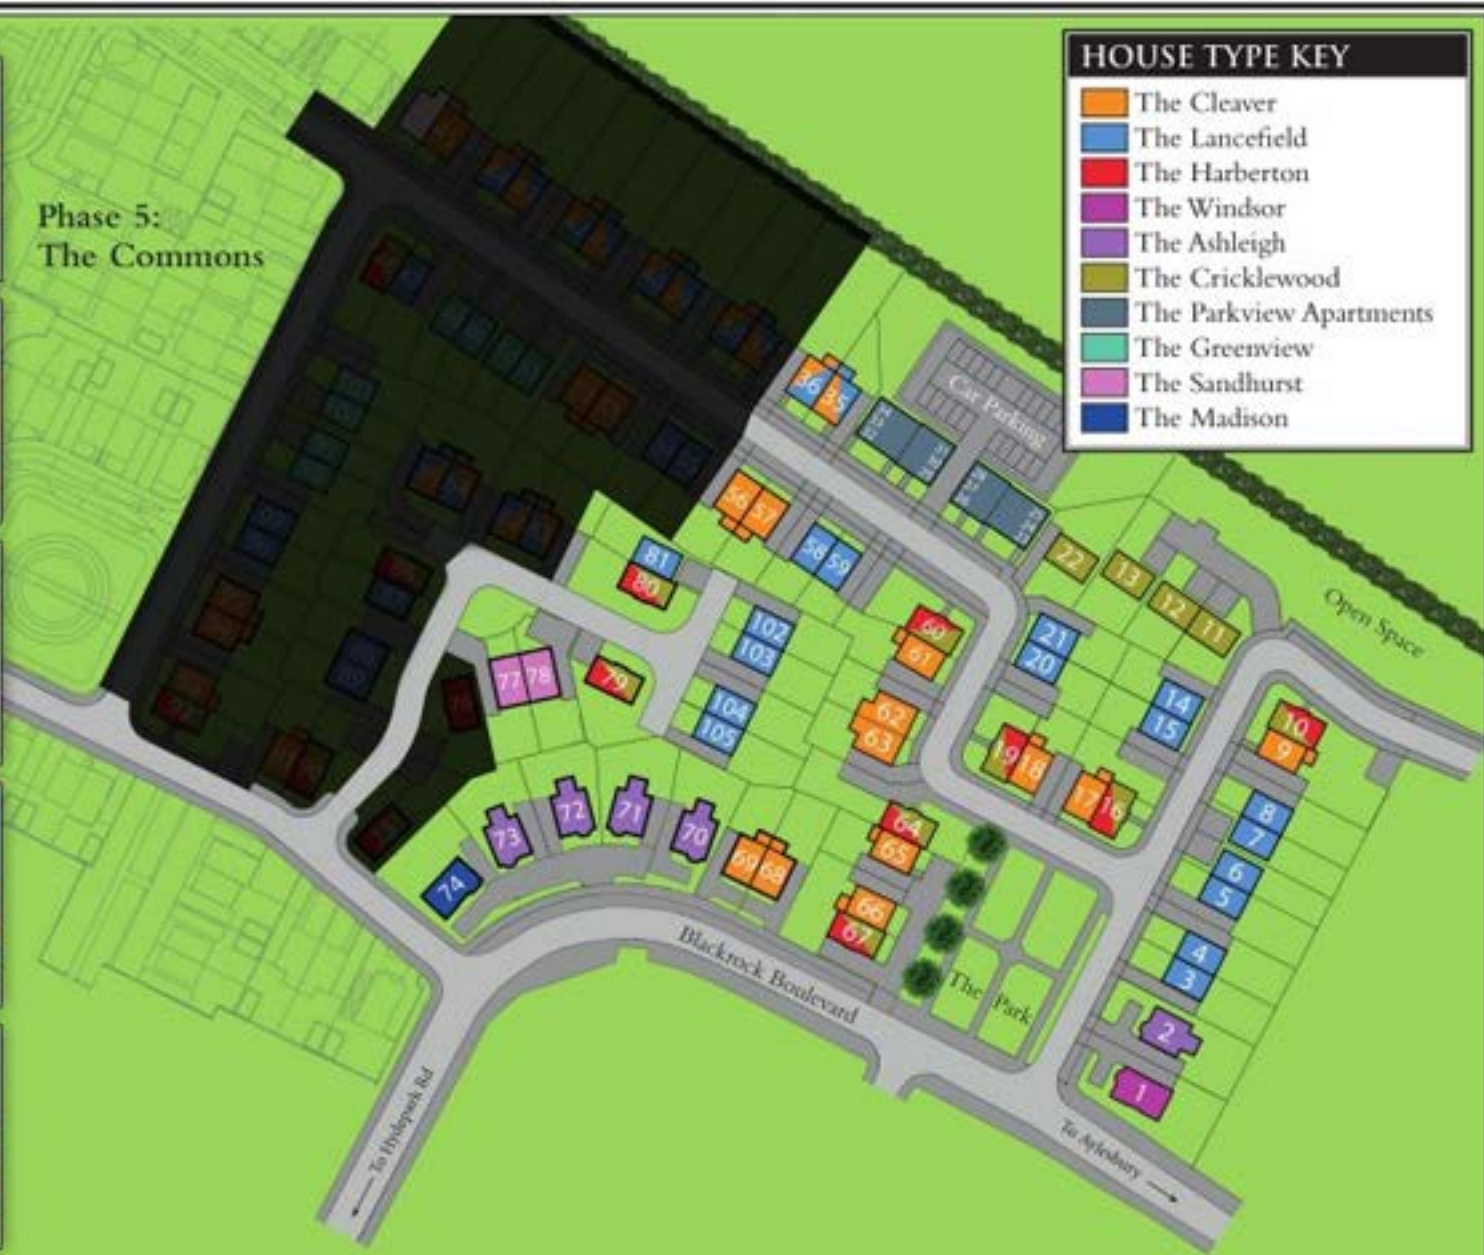 HOUSE TYPE KEY
The Cleaver
The Lancefield
The Harberton
The Windsor
The Ashleigh
The Cricklewood
The Parkview Apartments
The Greenview
The Sandhurst
The Madison
Phase 5:
The Commons
Car Parking
Open Space
36 35
56 57
58 59
22
13
12
11
81
80
102
103
104
105
60
61
62
63
21
20
14
15
19 18
17 16
10
9
8
7
6
5
4
3
2
1
77 78
79
64
65
66
67
69 68
70
71
72
73
74
The Park
Blackrock Boulevard
To Hydepark Rd
To Aylesbury